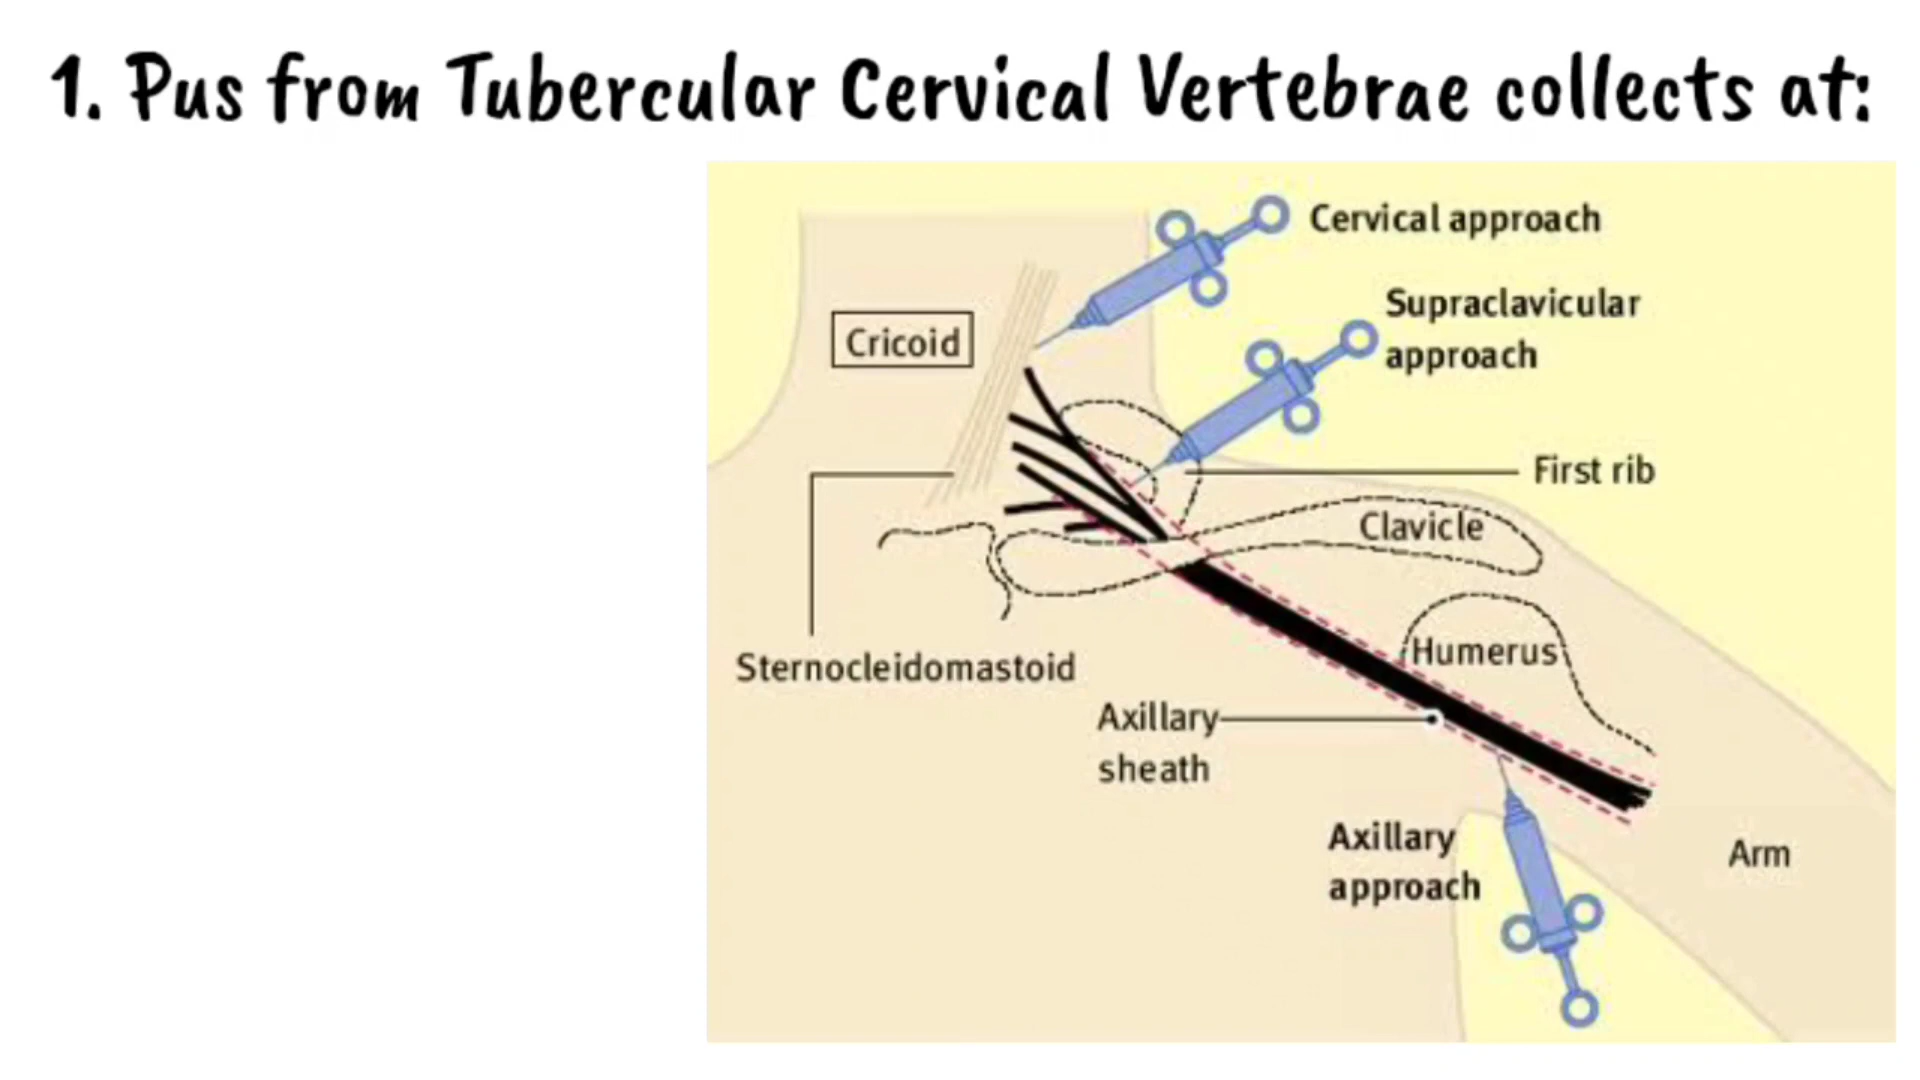 1. Pus from Tubercular Cervical Vertebrae collects at:
Cervical approach
Supraclavicular
approach
Cricoid
First rib
Clavicle
Humerus
Sternocleidomastoid
Axillary
sheath
Axillary
approach
Arm